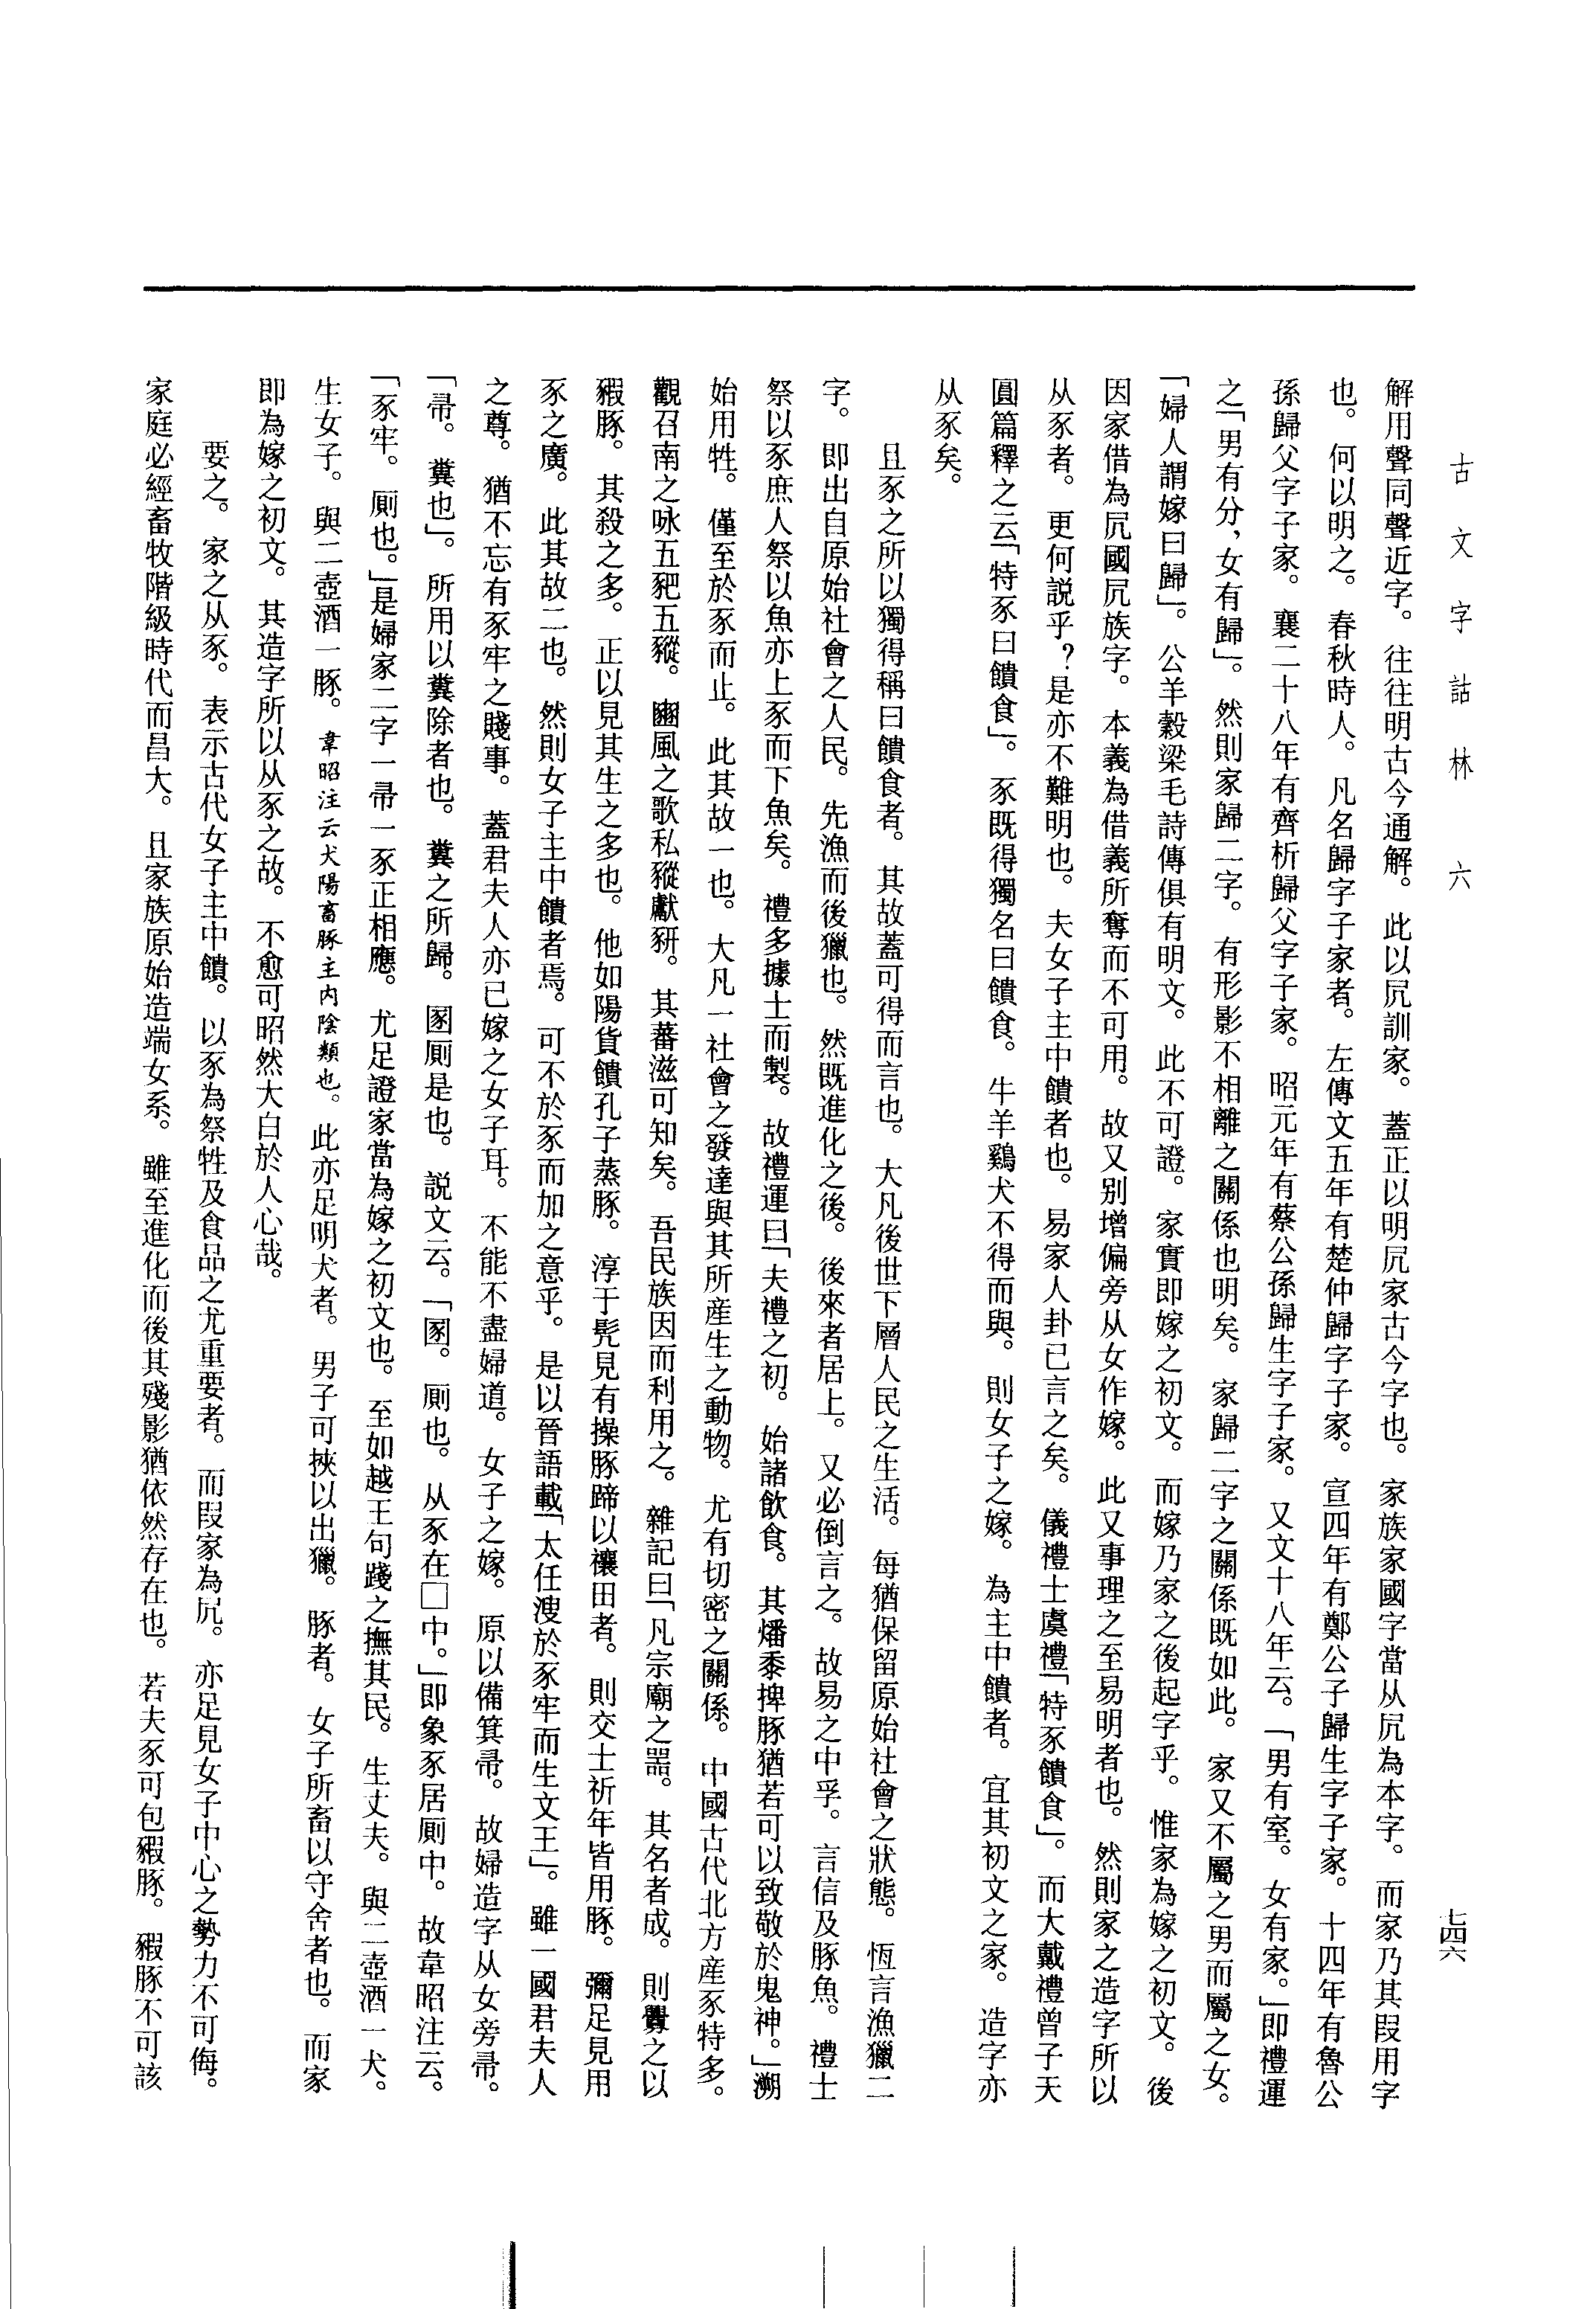 古文字詁林　六
七四六
解用聲同聲近字。往往明古今通解。此以凥訓家。蓋正以明凥家古今字也。家族家國字當从凥為本字。而家乃其叚用字
也。何以明之。春秋時人。凡名歸字子家者。左傳文五年有楚仲歸字子家。宣四年有鄭公子歸生字子家。十四年有魯公
孫歸父字子家。襄二十八年有齊析歸父字子家。昭元年有蔡公孫歸生字子家。又文十八年云。「男有室。女有家。」即禮運
之「男有分，女有歸」。然則家歸二字。有形影不相離之關係也明矣。家歸二字之關係既如此。家又不屬之男而屬之女。
「婦人謂嫁曰歸」。公羊穀梁毛詩傳俱有明文。此不可證。家實即嫁之初文。而嫁乃家之後起字乎。惟家為嫁之初文。後
因家借為凥國凥族字。本義為借義所奪而不可用。故又別增偏旁从女作嫁。此又事理之至易明者也。然則家之造字所以
从豕者。更何說乎？是亦不難明也。夫女子主中饋者也。易家人卦已言之矣。儀禮士虞禮「特豕饋食」。而大戴禮曾子天
圓篇釋之云「特豕曰饋食」。豕既得獨名曰饋食。牛羊鷄犬不得而與。則女子之嫁。為主中饋者。宜其初文之家。造字亦
从豕矣。
且豕之所以獨得稱曰饋食者。其故蓋可得而言也。大凡後世下層人民之生活。每猶保留原始社會之狀態。恆言漁獵二
字。即出自原始社會之人民。先漁而後獵也。然既進化之後。後來者居上。又必倒言之。故易之中孚。言信及豚魚。禮士
祭以豕庶人祭以魚亦上豕而下魚矣。禮多據士而製。故禮運曰「夫禮之初。始諸飲食。其燔黍捭豚猶若可以致敬於鬼神。」溯
始用牲。僅至於豕而止。此其故一也。大凡一社會之發達與其所産生之動物。尤有切密之關係。中國古代北方産豕特多。
觀召南之咏五豝五豵。豳風之歌私豵獻豜。其蕃滋可知矣。吾民族因而利用之。雜記曰「凡宗廟之噐。其名者成。則釁之以
豭豚。其殺之多。正以見其生之多也。他如陽貨饋孔子蒸豚。淳于髠見有操豚蹄以禳田者。則交士祈年皆用豚。彌足見用
豕之廣。此其故二也。然則女子主中饋者焉。可不於豕而加之意乎。是以晉語載「太任溲於豕牢而生文王」。雖一國君夫人
之尊。猶不忘有豕牢之賤事。蓋君夫人亦已嫁之女子耳。不能不盡婦道。女子之嫁。原以備箕帚。故婦造字从女旁帚。
「帚。糞也」。所用以糞除者也。糞之所歸。圂厠是也。説文云。「圂。厠也。从豕在囗中。」即象豕居厠中。故韋昭注云。
「豕牢。厠也。」是婦家二字一帚一豕正相應。尤足證家當為嫁之初文也。至如越王句踐之撫其民。生丈夫。與二壺酒一犬。
生女子。與二壺酒一豚。韋昭注云犬陽畜豚主内陰類也。此亦足明犬者。男子可挾以出獵。豚者。女子所畜以守舍者也。而家
即為嫁之初文。其造字所以从豕之故。不愈可昭然大白於人心哉。
要之。家之从豕。表示古代女子主中饋。以豕為祭牲及食品之尤重要者。而叚家為凥。亦足見女子中心之勢力不可侮。
家庭必經畜牧階級時代而昌大。且家族原始造端女系。雖至進化而後其殘影猶依然存在也。若夫豕可包豭豚。豭豚不可該